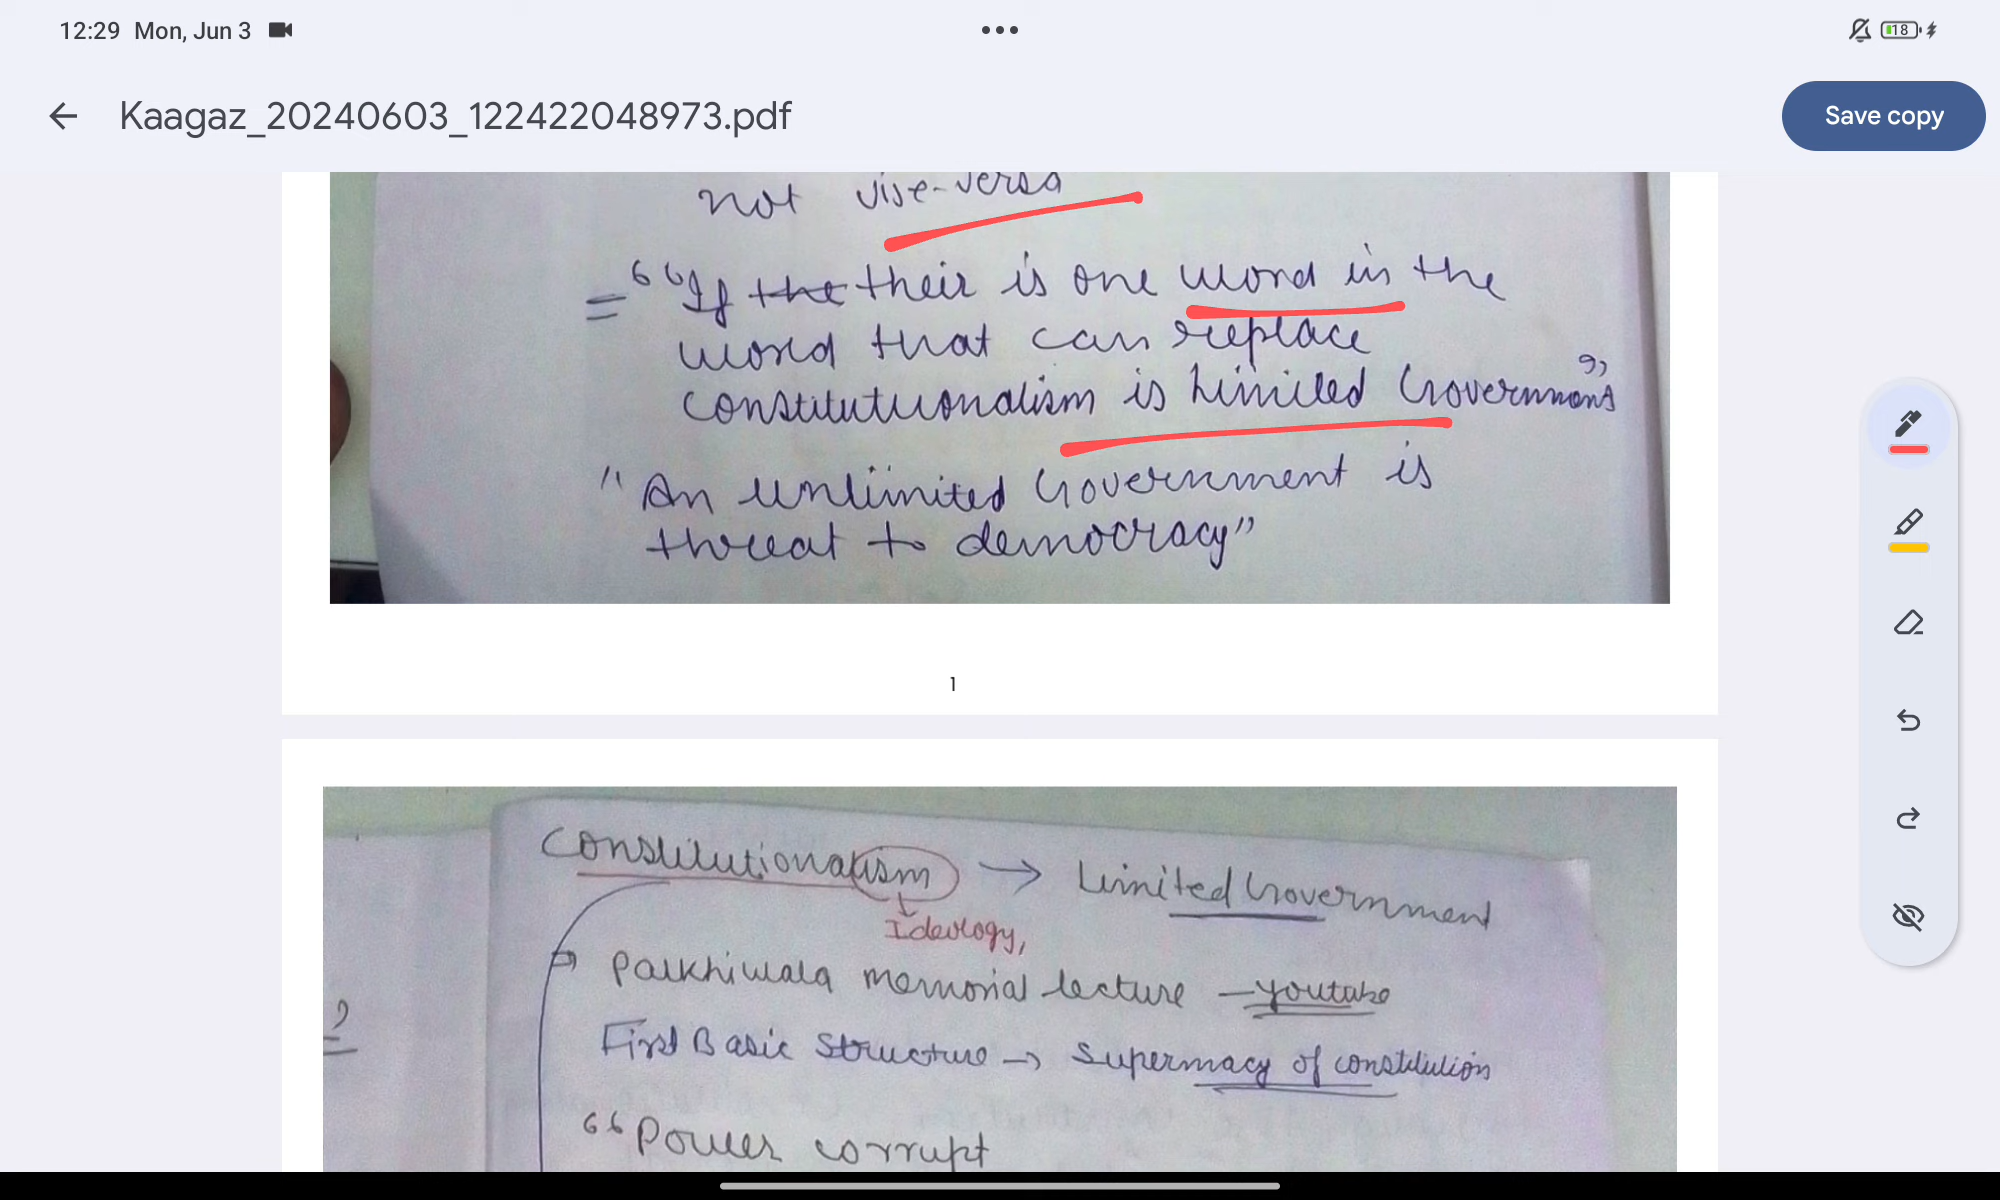 12:29 Mon, Jun 3
18
Kaagaz_20240603_122422048973.pdf
Save copy
not vise-versa
= “If the their is one word in the
world that can replace
constitutionalism is Limited Government”
"An unlimited Government is
threat to democracy"
1
Constitutionalism → Limited Government
Ideology,
Palkhiwala memorial lecture - youtube
First Basic Structure → Supermacy of constitution
“Power corrupt